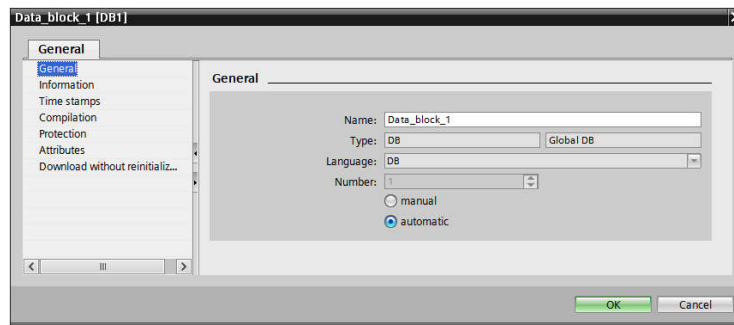 Data_block_1 [DB1]
General
General
Information
Time stamps
Compilation
Protection
Attributes
Download without reinitializ...
General
Name: Data_block_1
Type: DB Global DB
Language: DB
Number: 1
manual
automatic
OK Cancel